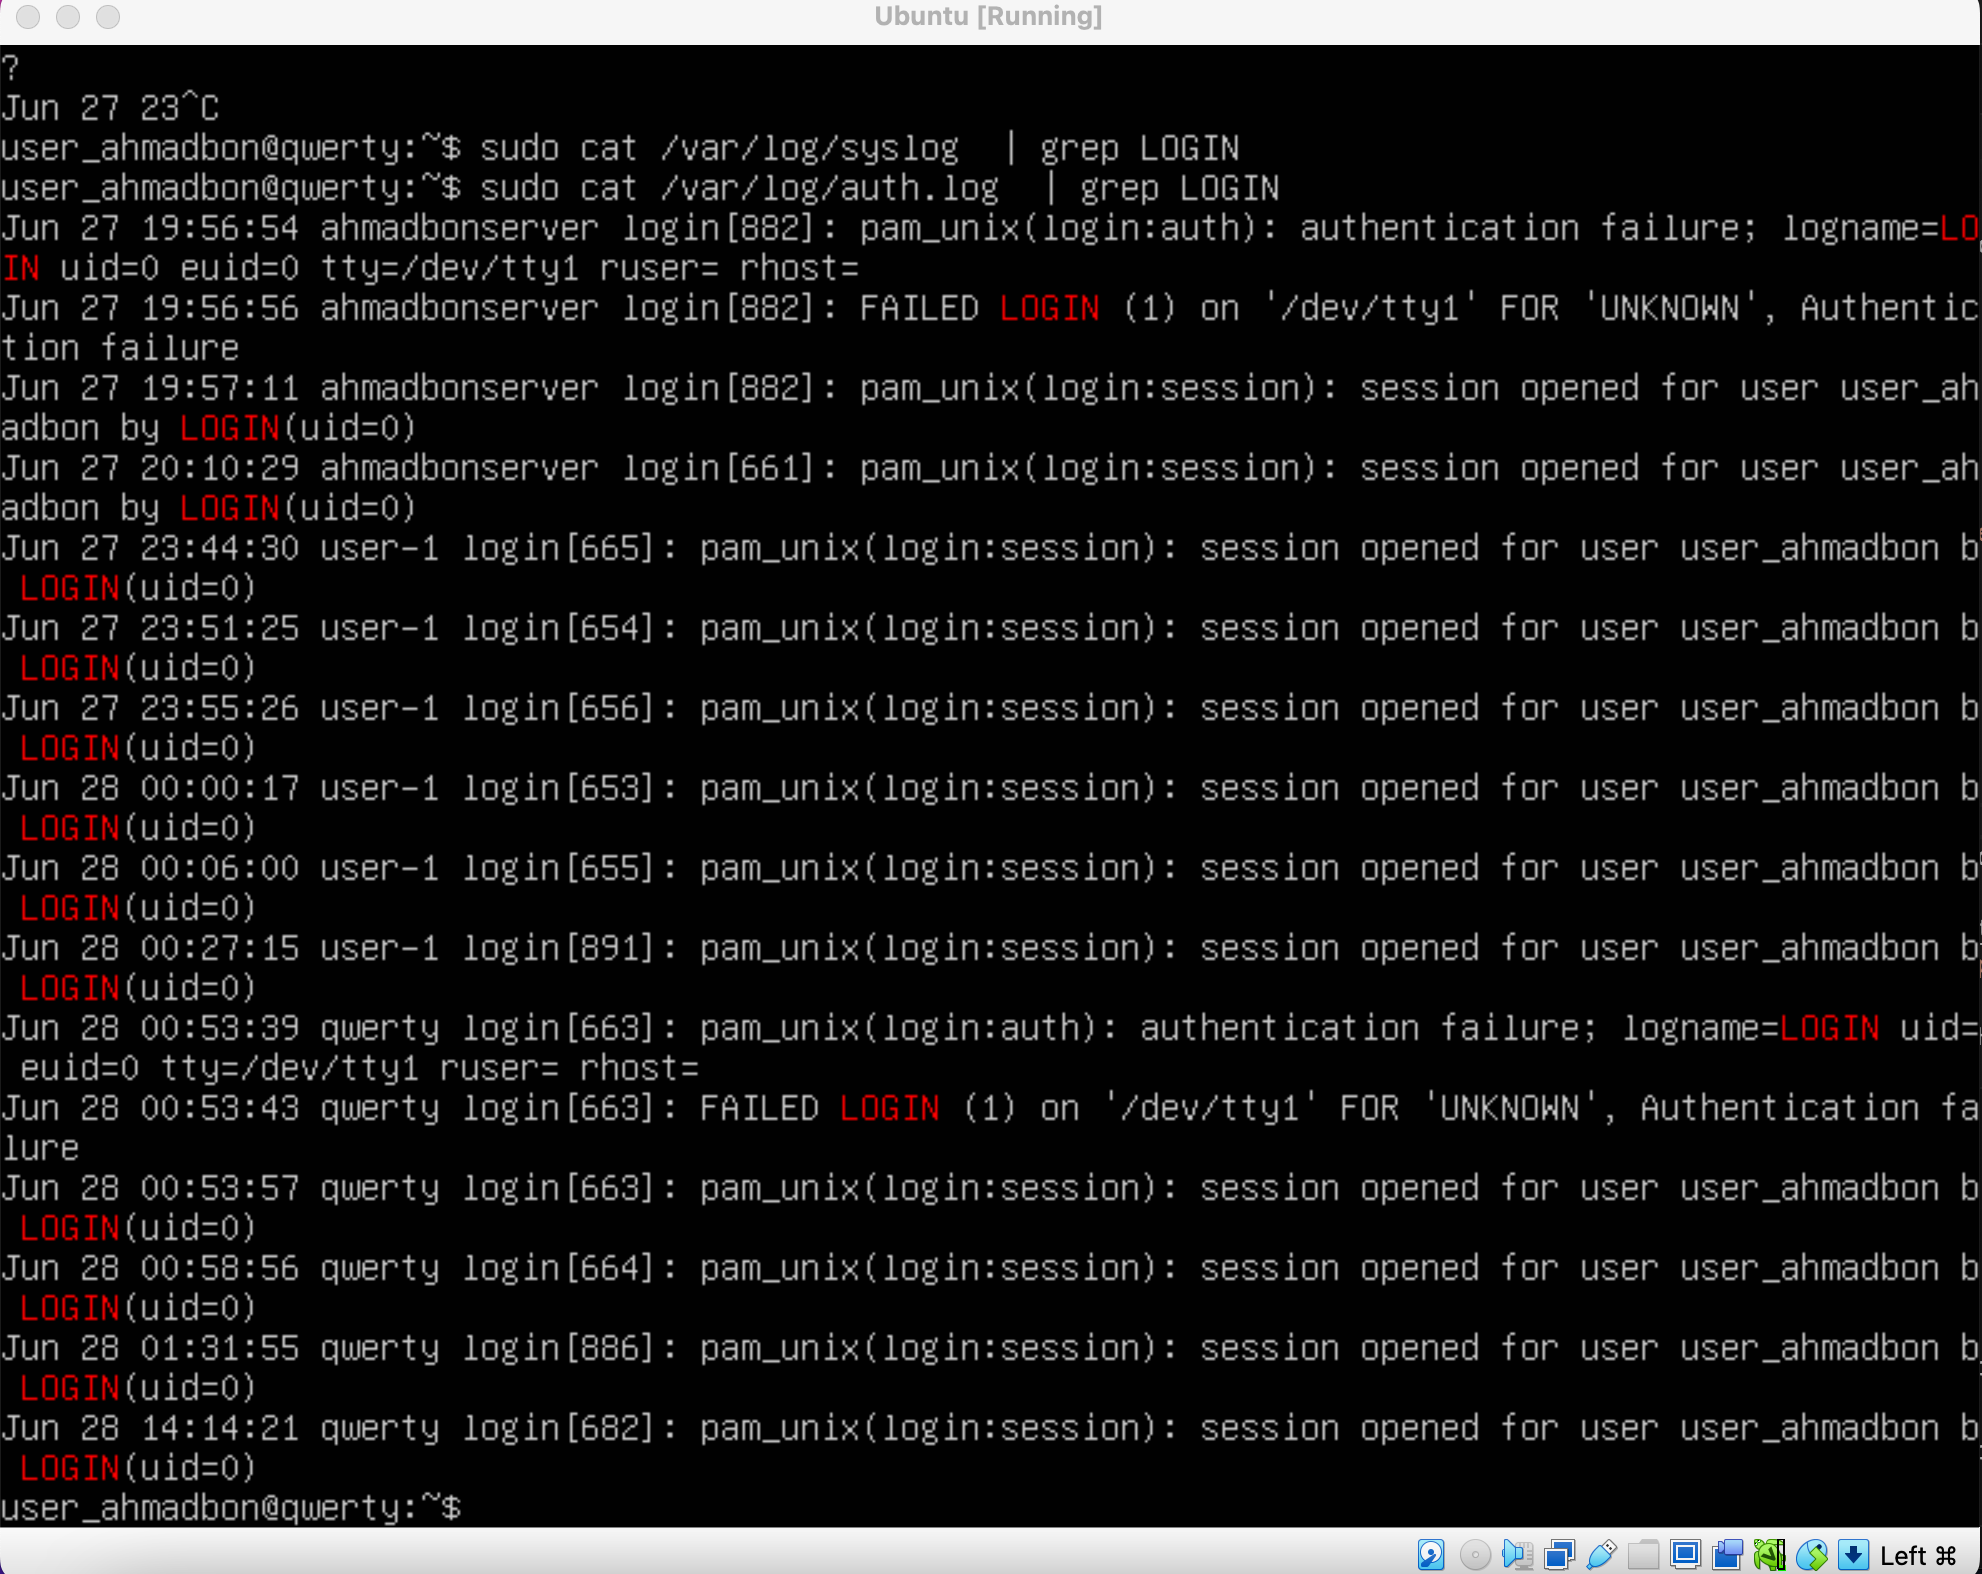 Ubuntu [Running]
?
Jun 27 23^C
user_ahmadbon@qwerty:~$ sudo cat /var/log/syslog  | grep LOGIN
user_ahmadbon@qwerty:~$ sudo cat /var/log/auth.log  | grep LOGIN
Jun 27 19:56:54 ahmadbonserver login[882]: pam_unix(login:auth): authentication failure; logname=LO
IN uid=0 euid=0 tty=/dev/tty1 ruser= rhost=
Jun 27 19:56:56 ahmadbonserver login[882]: FAILED LOGIN (1) on '/dev/tty1' FOR 'UNKNOWN', Authentic
tion failure
Jun 27 19:57:11 ahmadbonserver login[882]: pam_unix(login:session): session opened for user user_ah
adbon by LOGIN(uid=0)
Jun 27 20:10:29 ahmadbonserver login[661]: pam_unix(login:session): session opened for user user_ah
adbon by LOGIN(uid=0)
Jun 27 23:44:30 user-1 login[665]: pam_unix(login:session): session opened for user user_ahmadbon b
LOGIN(uid=0)
Jun 27 23:51:25 user-1 login[654]: pam_unix(login:session): session opened for user user_ahmadbon b
LOGIN(uid=0)
Jun 27 23:55:26 user-1 login[656]: pam_unix(login:session): session opened for user user_ahmadbon b
LOGIN(uid=0)
Jun 28 00:00:17 user-1 login[653]: pam_unix(login:session): session opened for user user_ahmadbon b
LOGIN(uid=0)
Jun 28 00:06:00 user-1 login[655]: pam_unix(login:session): session opened for user user_ahmadbon b
LOGIN(uid=0)
Jun 28 00:27:15 user-1 login[891]: pam_unix(login:session): session opened for user user_ahmadbon b
LOGIN(uid=0)
Jun 28 00:53:39 qwerty login[663]: pam_unix(login:auth): authentication failure; logname=LOGIN uid=
euid=0 tty=/dev/tty1 ruser= rhost=
Jun 28 00:53:43 qwerty login[663]: FAILED LOGIN (1) on '/dev/tty1' FOR 'UNKNOWN', Authentication fa
lure
Jun 28 00:53:57 qwerty login[663]: pam_unix(login:session): session opened for user user_ahmadbon b
LOGIN(uid=0)
Jun 28 00:58:56 qwerty login[664]: pam_unix(login:session): session opened for user user_ahmadbon b
LOGIN(uid=0)
Jun 28 01:31:55 qwerty login[886]: pam_unix(login:session): session opened for user user_ahmadbon b
LOGIN(uid=0)
Jun 28 14:14:21 qwerty login[682]: pam_unix(login:session): session opened for user user_ahmadbon b
LOGIN(uid=0)
user_ahmadbon@qwerty:~$
Left ⌘